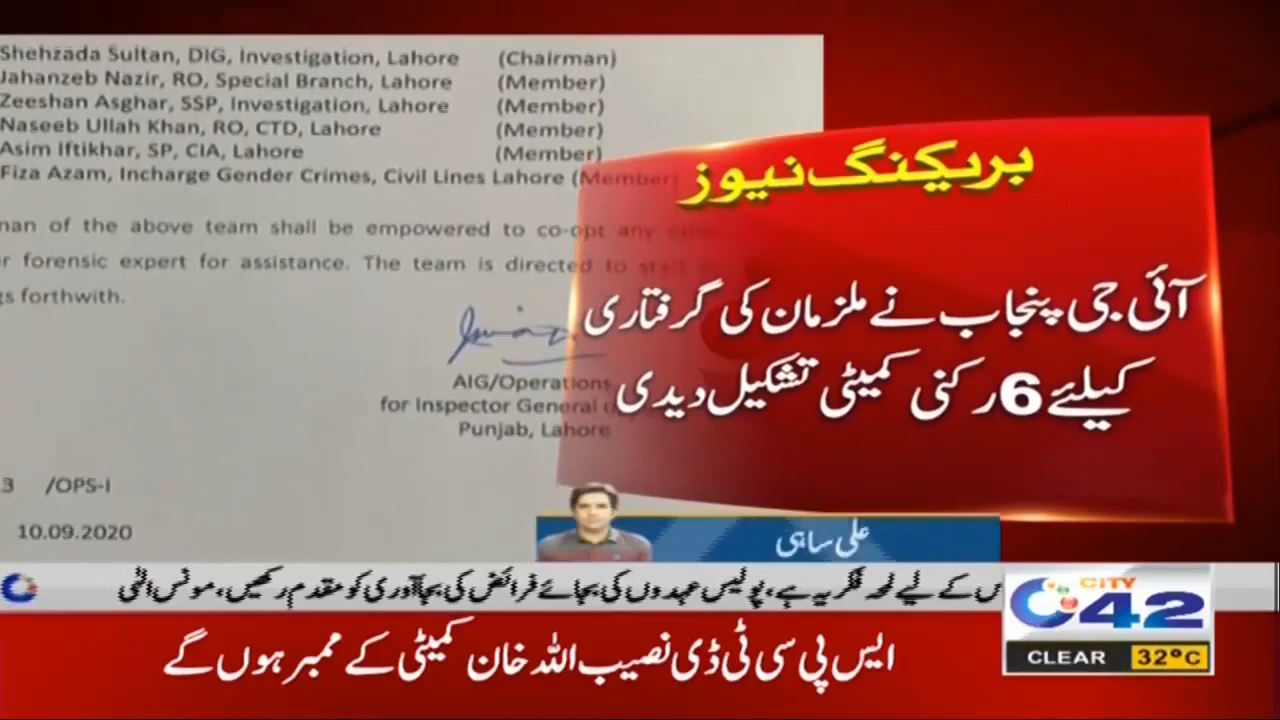 Shehzada Sultan, DIG, Investigation, Lahore (Chairman)
Jahanzeb Nazir, RO, Special Branch, Lahore (Member)
Zeeshan Asghar, SSP, Investigation, Lahore (Member)
Naseeb Ullah Khan, RO, CTD, Lahore (Member)
Asim Iftikhar, SP, CIA, Lahore (Member)
Fiza Azam, Incharge Gender Crimes, Civil Lines Lahore (Member)
of the above team shall be empowered to co-opt any
forensic expert for assistance. The team is directed to start
forthwith.
AIG/Operations
for Inspector General
Punjab, Lahore
3 /OPS-I
10.09.2020
بریکنگ نیوز
آئی جی پنجاب نے ملزمان کی گرفتاری
کیلئے 6 رکنی کمیٹی تشکیل دیدی
علی ساہی
کے لیے لمحہ فکریہ ہے، پولیس عہدوں کی بجائے فرائض کی بجاآوری کو مقدم رکھیں، مونس الٰہی
CITY
42
CLEAR 32°C
ایس پی سی ٹی ڈی نصیب اللہ خان کمیٹی کے ممبر ہوں گے